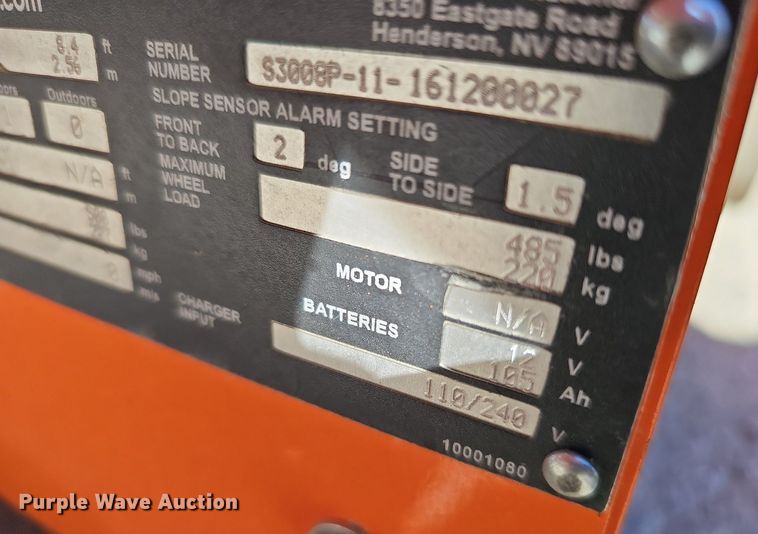 .com
8350 Eastgate Road
Henderson, NV 89015
8.4 ft
2.56 m
SERIAL NUMBER S3008P-11-161200027
Outdoors
0
SLOPE SENSOR ALARM SETTING
FRONT TO BACK 2 deg SIDE TO SIDE 1.5 deg
N/A ft
m
MAXIMUM WHEEL LOAD 485 lbs
220 kg
lbs
kg
0 mph
MOTOR N/A V
BATTERIES 12 V
105 Ah
CHARGER INPUT 110/240 V
10001080
Purple Wave Auction